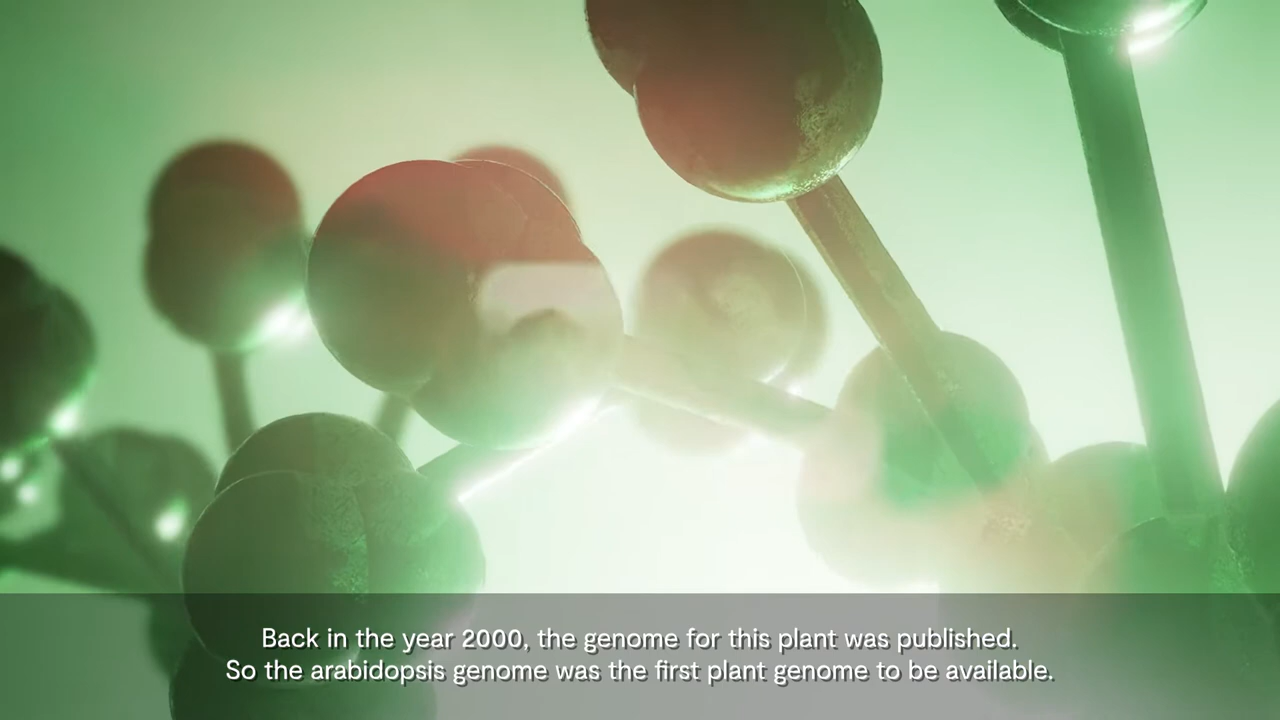 Back in the year 2000, the genome for this plant was published.
So the arabidopsis genome was the first plant genome to be available.